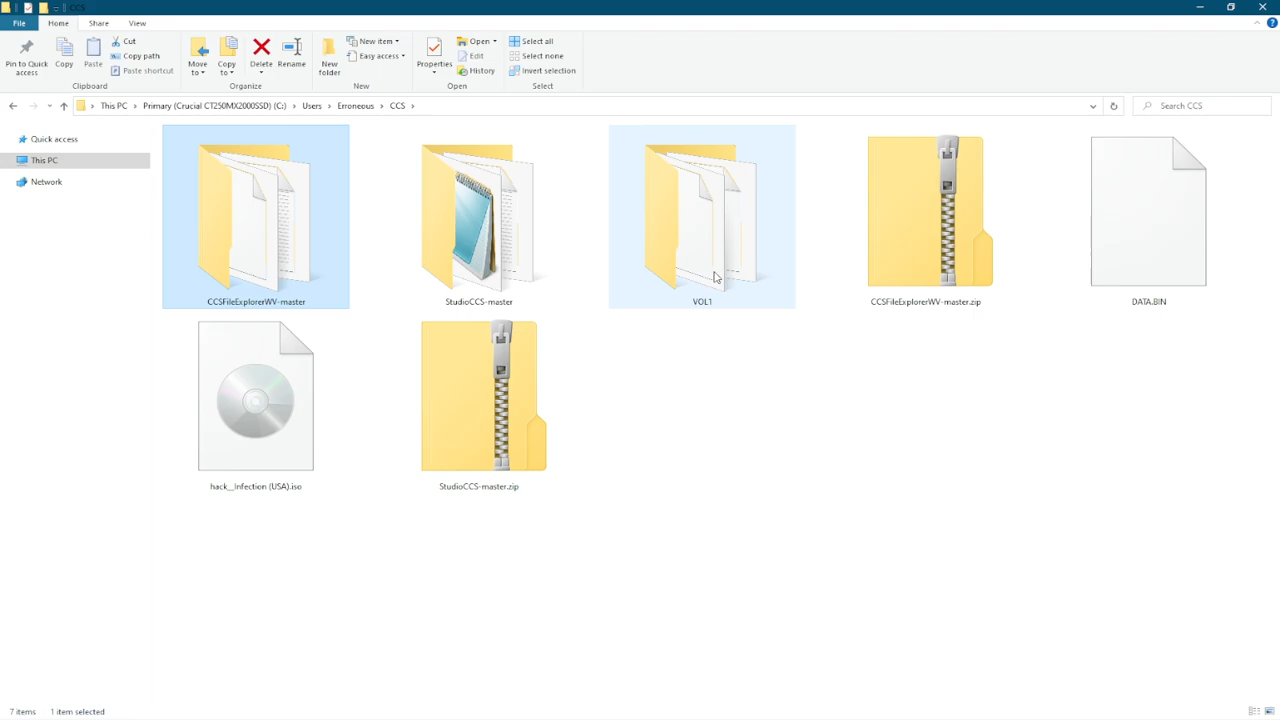 CCS
File Home Share View
Pin to Quick access
Copy
Paste
Cut
Copy path
Paste shortcut
Clipboard
Move to
Copy to
Delete
Rename
Organize
New folder
New item
Easy access
New
Properties
Open
Edit
History
Open
Select all
Select none
Invert selection
Select
This PC Primary (Crucial CT250MX2000SSD) (C:) Users Erroneous CCS
Search CCS
Quick access
This PC
Network
CCSFileExplorerWV-master
StudioCCS-master
VOL1
CCSFileExplorerWV-master.zip
DATA.BIN
hack__Infection (USA).iso
StudioCCS-master.zip
7 items 1 item selected